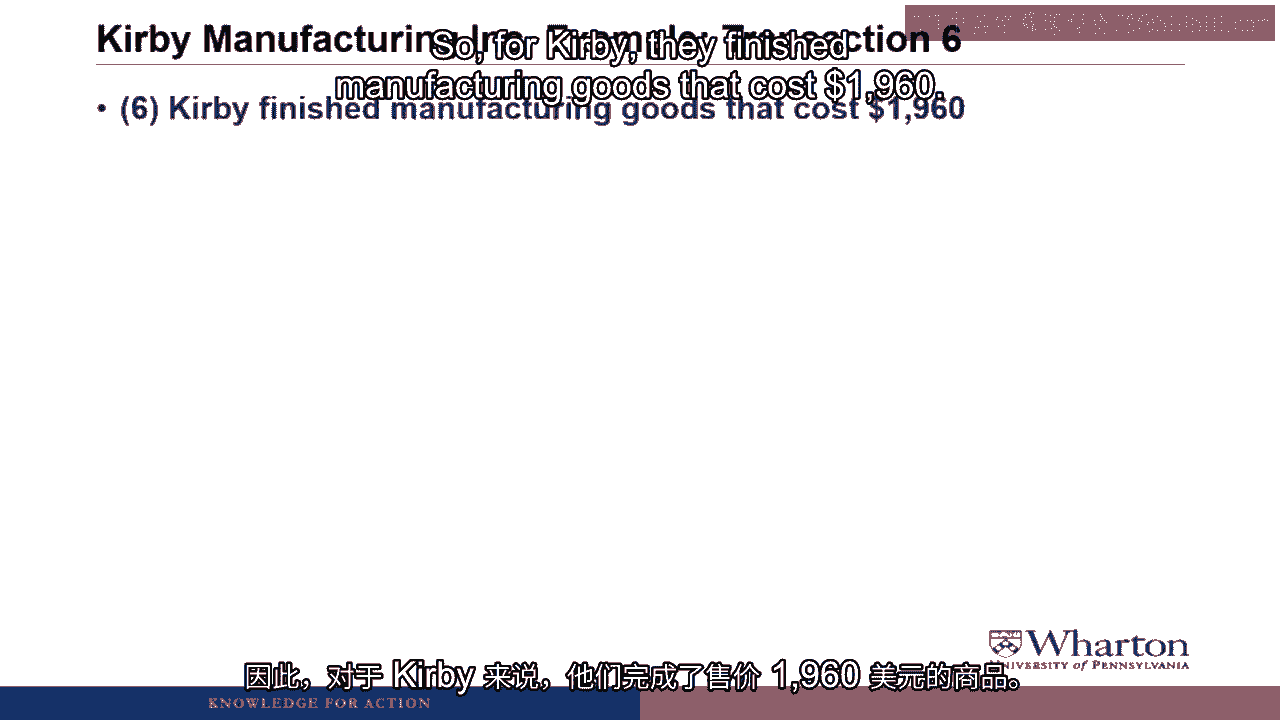 Kirby Manufacturing Inc. Example: Transaction 6
So, for Kirby, they finished
manufacturing goods that cost $1,960.
• (6) Kirby finished manufacturing goods that cost $1,960
Wharton
UNIVERSITY of PENNSYLVANIA
因此，对于 Kirby 来说，他们完成了售价 1,960 美元的商品。
KNOWLEDGE FOR ACTION